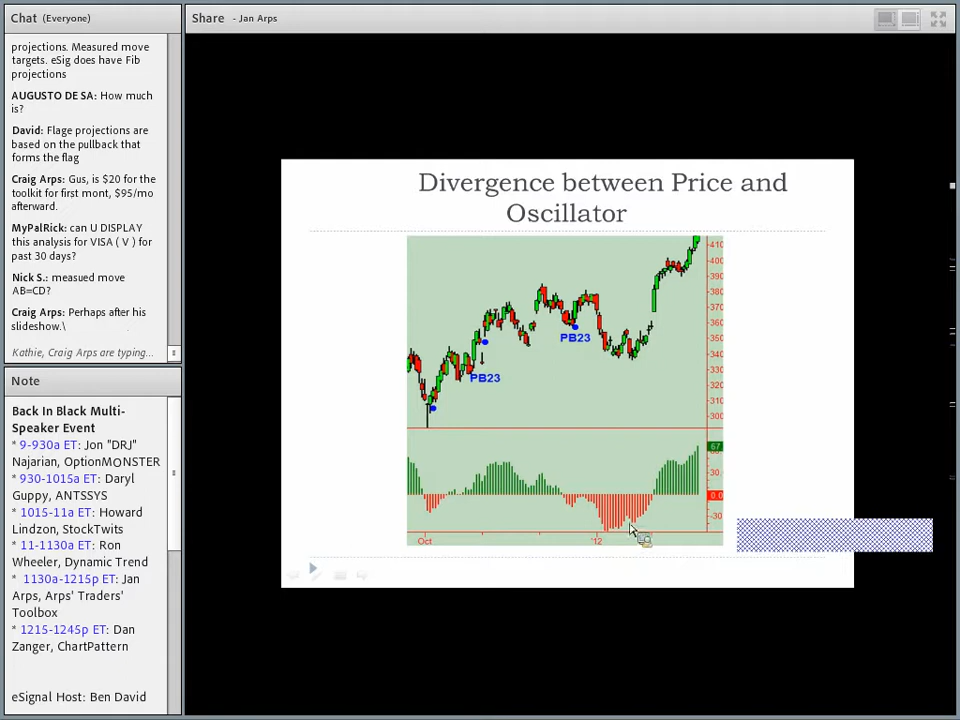 Chat (Everyone)
projections. Measured move
targets. eSig does have Fib
projections
AUGUSTO DE SA: How much
is?
David: Flage projections are
based on the pullback that
forms the flag
Craig Arps: Gus, is $20 for the
toolkit for first mont, $95/mo
afterward.
MyPalRick: can U DISPLAY
this analysis for VISA ( V ) for
past 30 days?
Nick S.: measued move
AB=CD?
Craig Arps: Perhaps after his
slideshow.\
Kathie, Craig Arps are typing...
Note
Back In Black Multi-
Speaker Event
* 9-930a ET: Jon "DRJ"
Najarian, OptionMONSTER
* 930-1015a ET: Daryl
Guppy, ANTSSYS
* 1015-11a ET: Howard
Lindzon, StockTwits
* 11-1130a ET: Ron
Wheeler, Dynamic Trend
* 1130a-1215p ET: Jan
Arps, Arps' Traders'
Toolbox
* 1215-1245p ET: Dan
Zanger, ChartPattern
eSignal Host: Ben David
Share - Jan Arps
Divergence between Price and
Oscillator
410
400
390
380
370
360
350
340
330
320
310
300
PB23
PB23
67
30
0.0
-30
Oct
'12